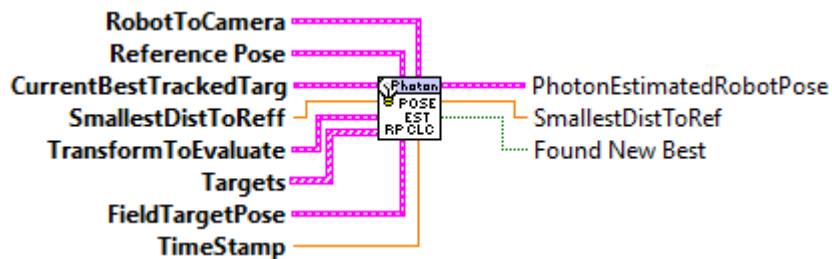 RobotToCamera
Reference Pose
CurrentBestTrackedTarg
SmallestDistToReff
TransformToEvaluate
Targets
FieldTargetPose
TimeStamp
Photon
POSE
EST
RP CLC
PhotonEstimatedRobotPose
SmallestDistToRef
Found New Best